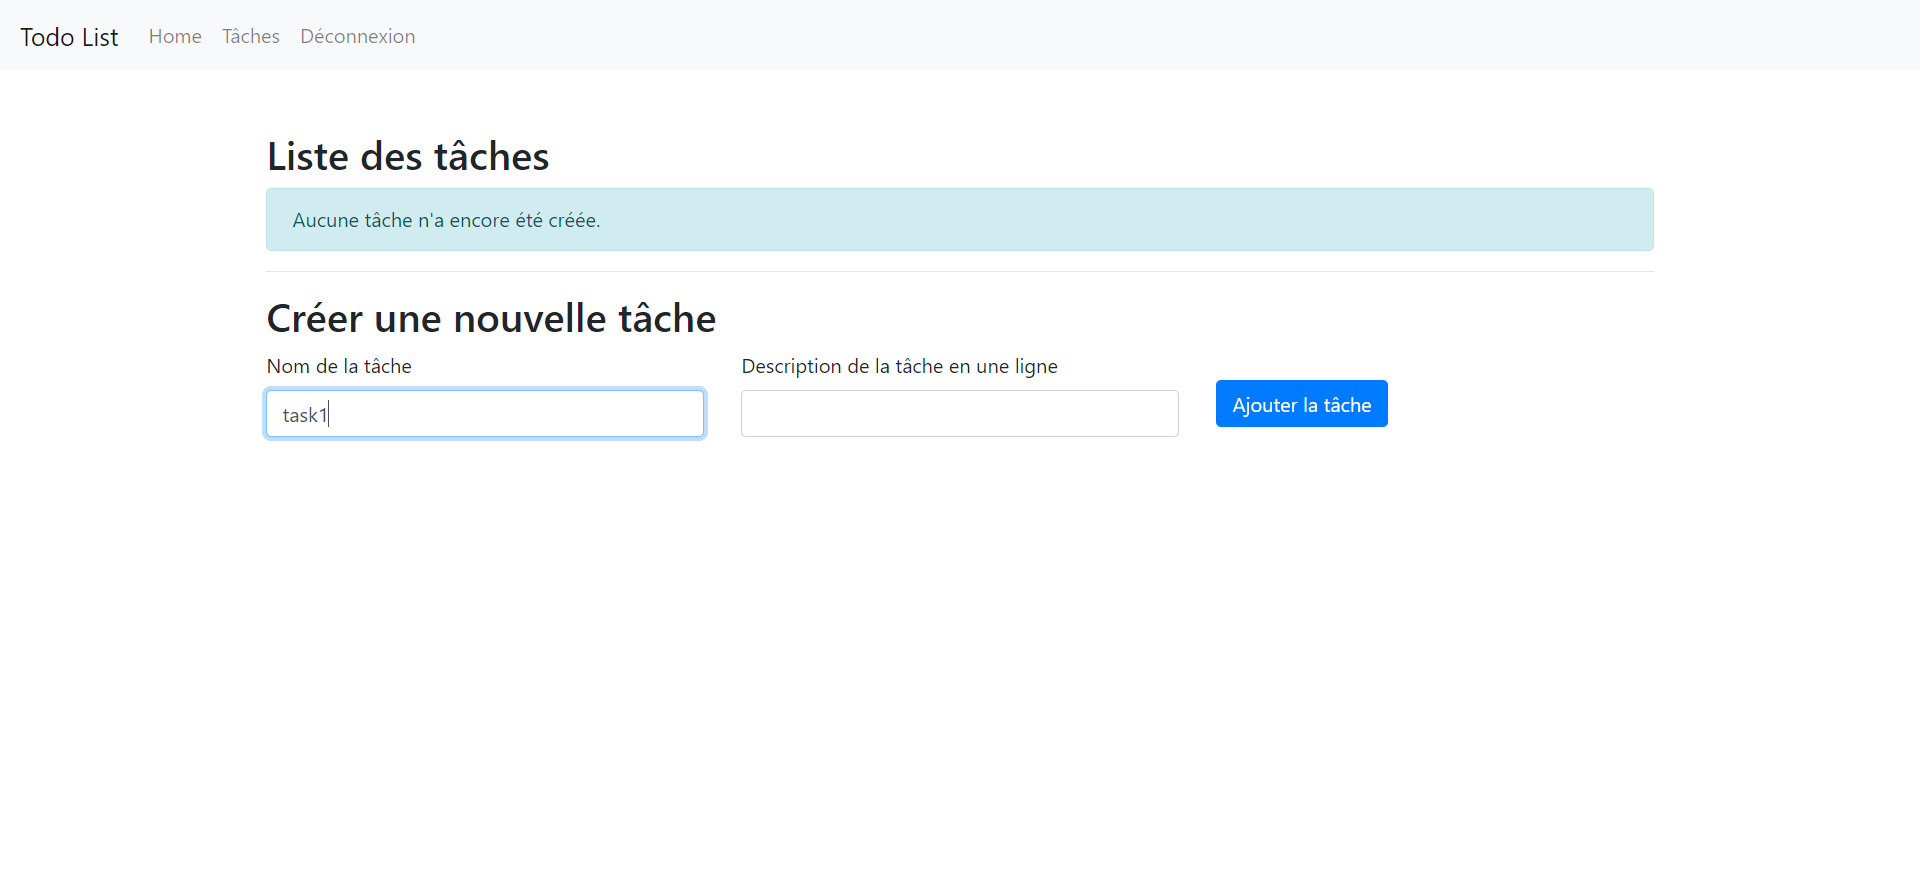 Todo List Home Tâches Déconnexion
Liste des tâches
Aucune tâche n'a encore été créée.
Créer une nouvelle tâche
Nom de la tâche Description de la tâche en une ligne
task1 Ajouter la tâche